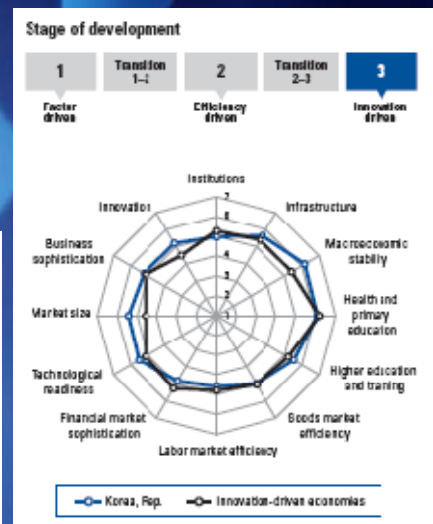 Stage of development
1
Transition
1–2
2
Transition
2–3
3
Factor
driven
Efficiency
driven
Innovation
driven
Institutions
Infrastructure
Macroeconomic
stability
Health and
primary
education
Higher education
and training
Goods market
efficiency
Labor market efficiency
Financial market
sophistication
Technological
readiness
Market size
Business
sophistication
Innovation
7
6
5
4
3
2
1
Korea, Rep.
Innovation-driven economies